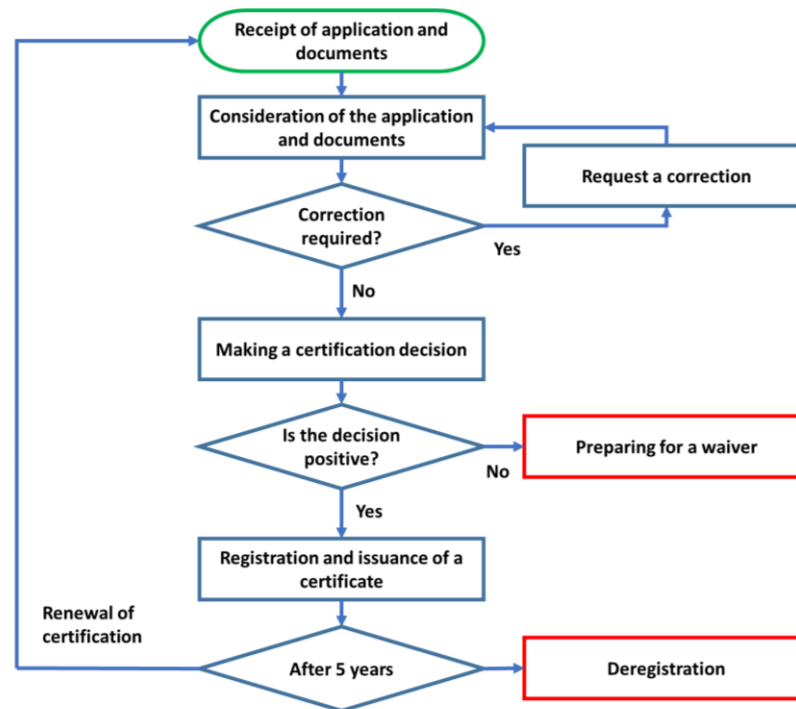 Receipt of application and
documents
Consideration of the application
and documents
Request a correction
Correction
required?
Yes
No
Making a certification decision
Is the decision
positive?
Preparing for a waiver
No
Yes
Registration and issuance of a
certificate
Renewal of
certification
After 5 years
Deregistration